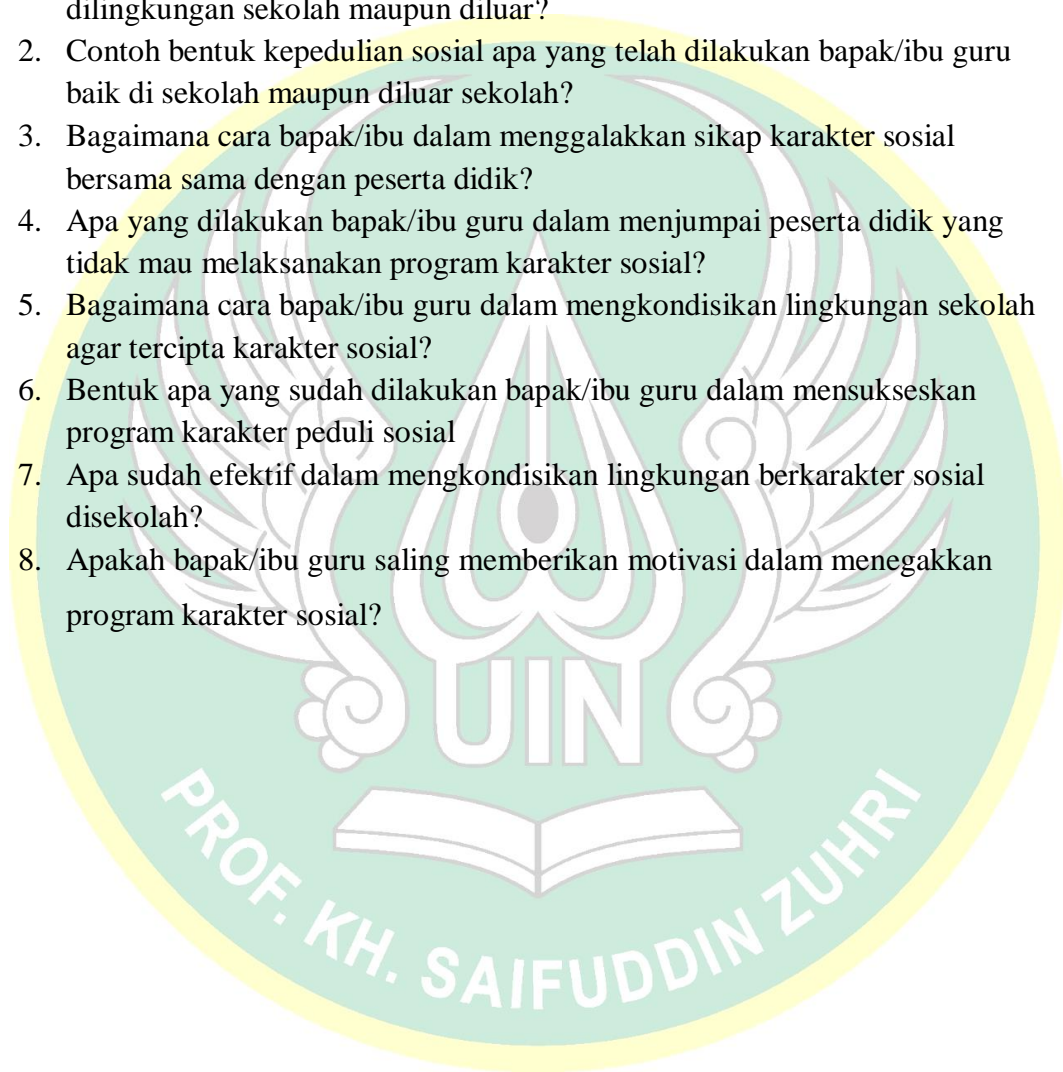 dilingkungan sekolah maupun diluar?
2. Contoh bentuk kepedulian sosial apa yang telah dilakukan bapak/ibu guru
baik di sekolah maupun diluar sekolah?
3. Bagaimana cara bapak/ibu dalam menggalakkan sikap karakter sosial
bersama sama dengan peserta didik?
4. Apa yang dilakukan bapak/ibu guru dalam menjumpai peserta didik yang
tidak mau melaksanakan program karakter sosial?
5. Bagaimana cara bapak/ibu guru dalam mengkondisikan lingkungan sekolah
agar tercipta karakter sosial?
6. Bentuk apa yang sudah dilakukan bapak/ibu guru dalam mensukseskan
program karakter peduli sosial
7. Apa sudah efektif dalam mengkondisikan lingkungan berkarakter sosial
disekolah?
8. Apakah bapak/ibu guru saling memberikan motivasi dalam menegakkan
program karakter sosial?
UIN
PROF. KH. SAIFUDDIN ZUHRI